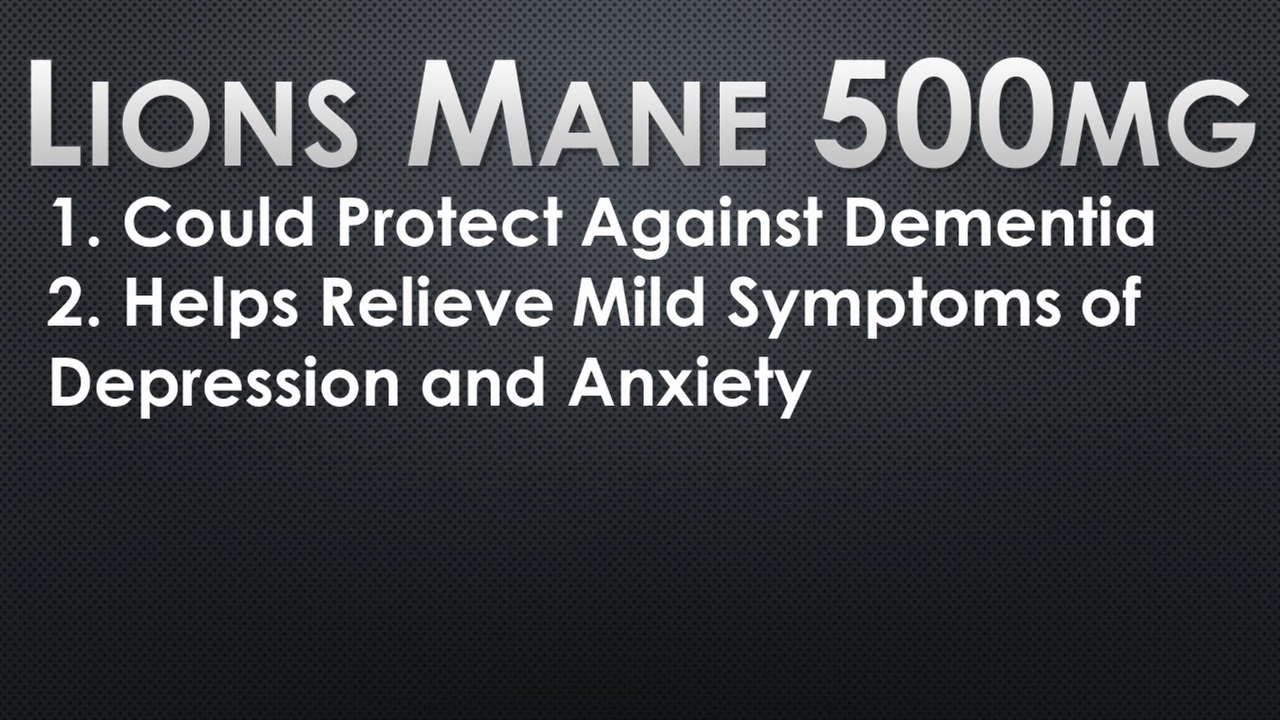 Lions Mane 500mg
1. Could Protect Against Dementia
2. Helps Relieve Mild Symptoms of
Depression and Anxiety